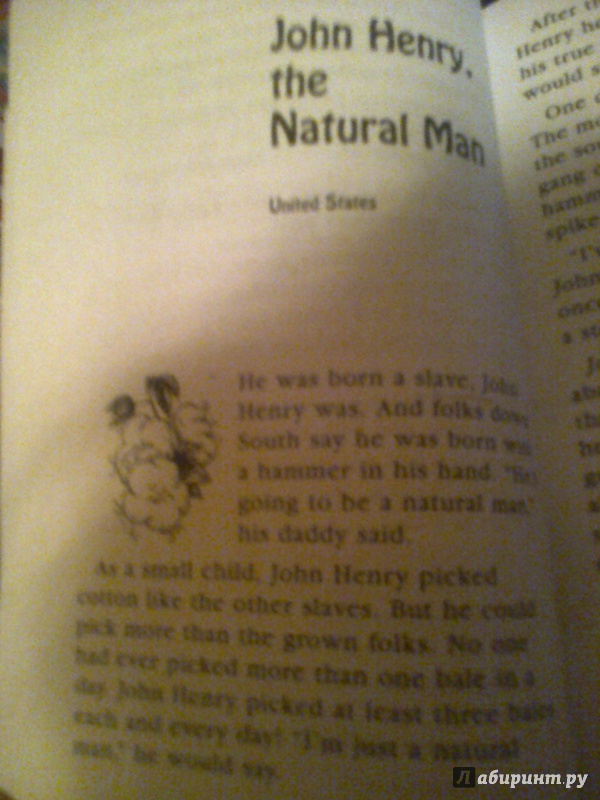 John Henry,
the
Natural Man
United States
He was born a slave, John
Henry was. And folks down
South say he was born with
a hammer in his hand. "He's
going to be a natural man,"
his daddy said.
As a small child, John Henry picked
cotton like the other slaves. But he could
pick more than the grown folks. No one
had ever picked more than one bale in a
day. John Henry picked at least three bales
each and every day! "I'm just a natural
man," he would say.
After
Henry
his true
would
One
The
the
gang
hammer
spike
"I'
John
once
a
Лабиринт.ру